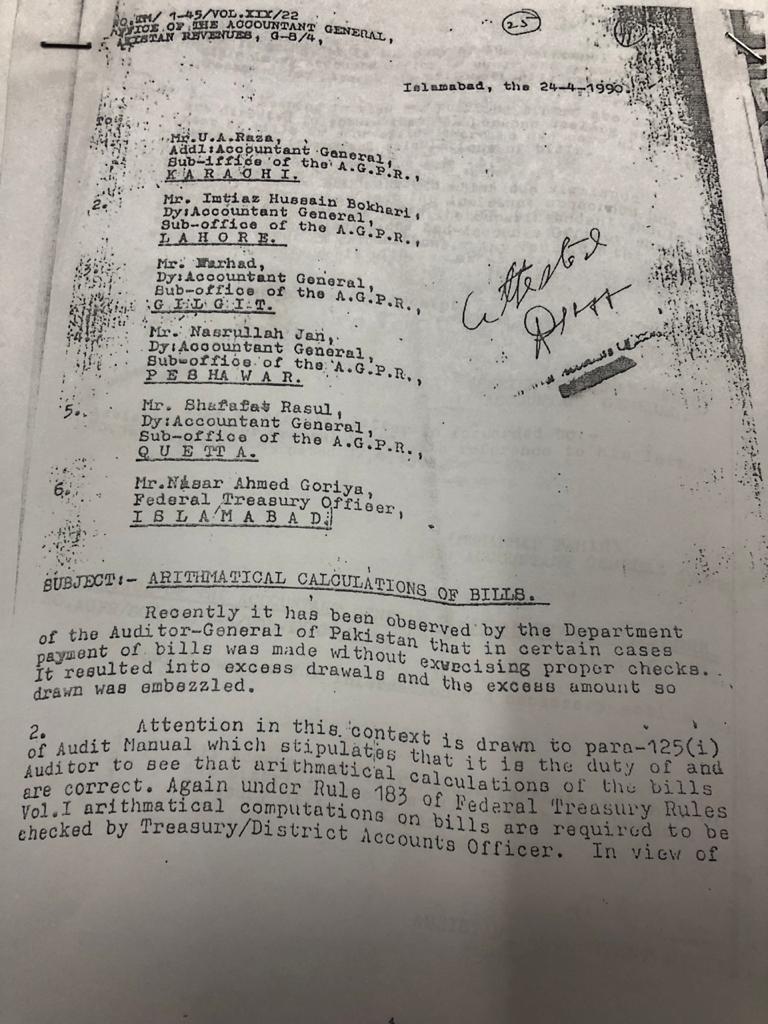 NO.TM/ 1-45/VOL.XIX/22
OFFICE OF THE ACCOUNTANT GENERAL,
PAKISTAN REVENUES, G-8/4,
25
Islamabad, the 24-4-1990.
To
Mr.U.A.Raza,
Addl:Accountant General,
Sub-iffice of the A.G.P.R.,
K A R A C H I.
2. Mr. Imtiaz Hussain Bokhari,
Dy:Accountant General,
Sub-office of the A.G.P.R.,
L A H O R E.
Mr. Farhad,
Dy:Accountant General,
Sub-office of the A.G.P.R.,
G I L G I T.
Mr. Nasrullah Jan,
Dy:Accountant General,
Sub-office of the A.G.P.R.,
P E S H A W A R.
Attested
5. Mr. Shafafat Rasul,
Dy:Accountant General,
Sub-office of the A.G.P.R.,
Q U E T T A.
6. Mr.Nisar Ahmed Goriya,
Federal Treasury Officer,
I S L A M A B A D.
SUBJECT:- ARITHMATICAL CALCULATIONS OF BILLS.
Recently it has been observed by the Department
of the Auditor-General of Pakistan that in certain cases
payment of bills was made without exercising proper checks.
It resulted into excess drawals and the excess amount so
drawn was embezzled.
2. Attention in this context is drawn to para-125(i)
of Audit Manual which stipulates that it is the duty of and
Auditor to see that arithmatical calculations of the bills
are correct. Again under Rule 183 of Federal Treasury Rules
Vol.I arithmatical computations on bills are required to be
checked by Treasury/District Accounts Officer. In view of